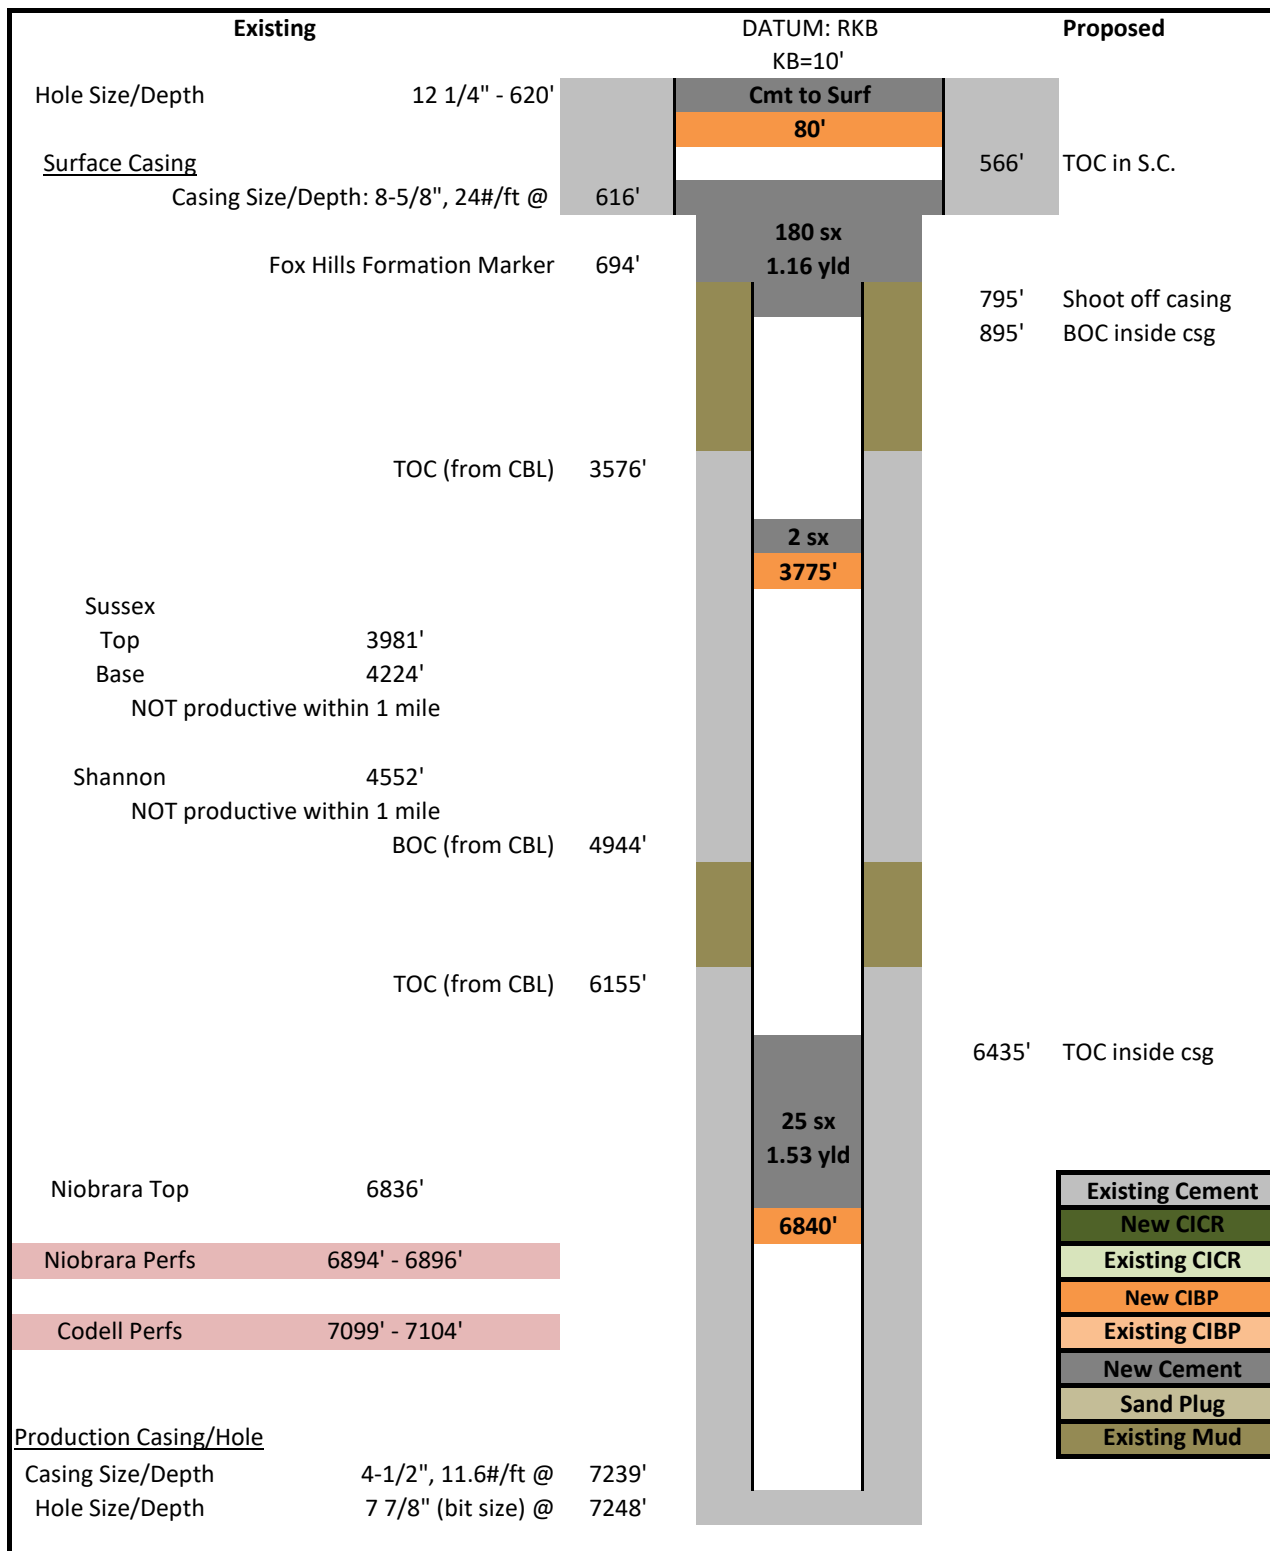 Existing DATUM: RKB Proposed
KB=10'
Hole Size/Depth 12 1/4" - 620' Cmt to Surf
80'
Surface Casing 566' TOC in S.C.
Casing Size/Depth: 8-5/8", 24#/ft @ 616'
180 sx
Fox Hills Formation Marker 694' 1.16 yld
795' Shoot off casing
895' BOC inside csg
TOC (from CBL) 3576'
2 sx
3775'
Sussex
Top 3981'
Base 4224'
NOT productive within 1 mile
Shannon 4552'
NOT productive within 1 mile
BOC (from CBL) 4944'
TOC (from CBL) 6155'
6435' TOC inside csg
25 sx
1.53 yld
Niobrara Top 6836' Existing Cement
6840' New CICR
Niobrara Perfs 6894' - 6896' Existing CICR
New CIBP
Codell Perfs 7099' - 7104' Existing CIBP
New Cement
Sand Plug
Production Casing/Hole Existing Mud
Casing Size/Depth 4-1/2", 11.6#/ft @ 7239'
Hole Size/Depth 7 7/8" (bit size) @ 7248'